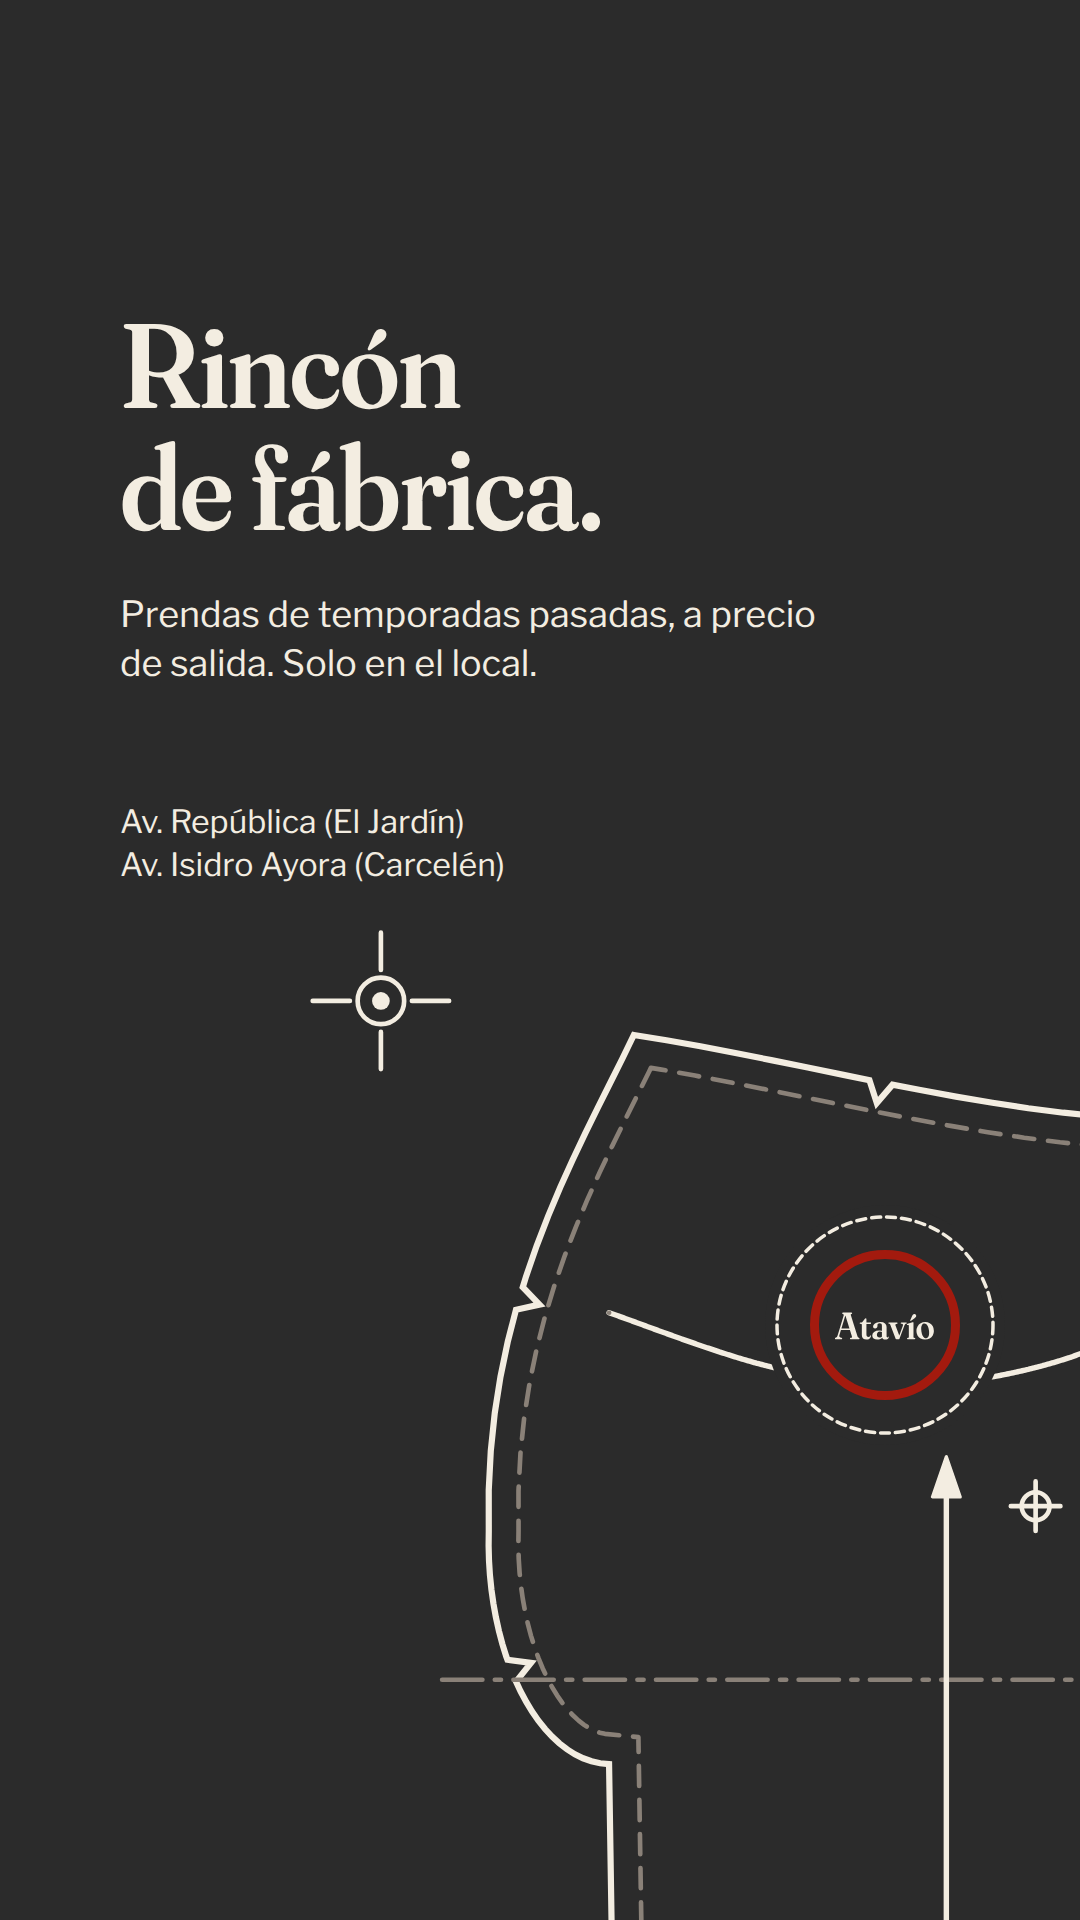 Rincón
de fábrica.
Prendas de temporadas pasadas, a precio
de salida. Solo en el local.
Av. República (El Jardín)
Av. Isidro Ayora (Carcelén)
Atavío